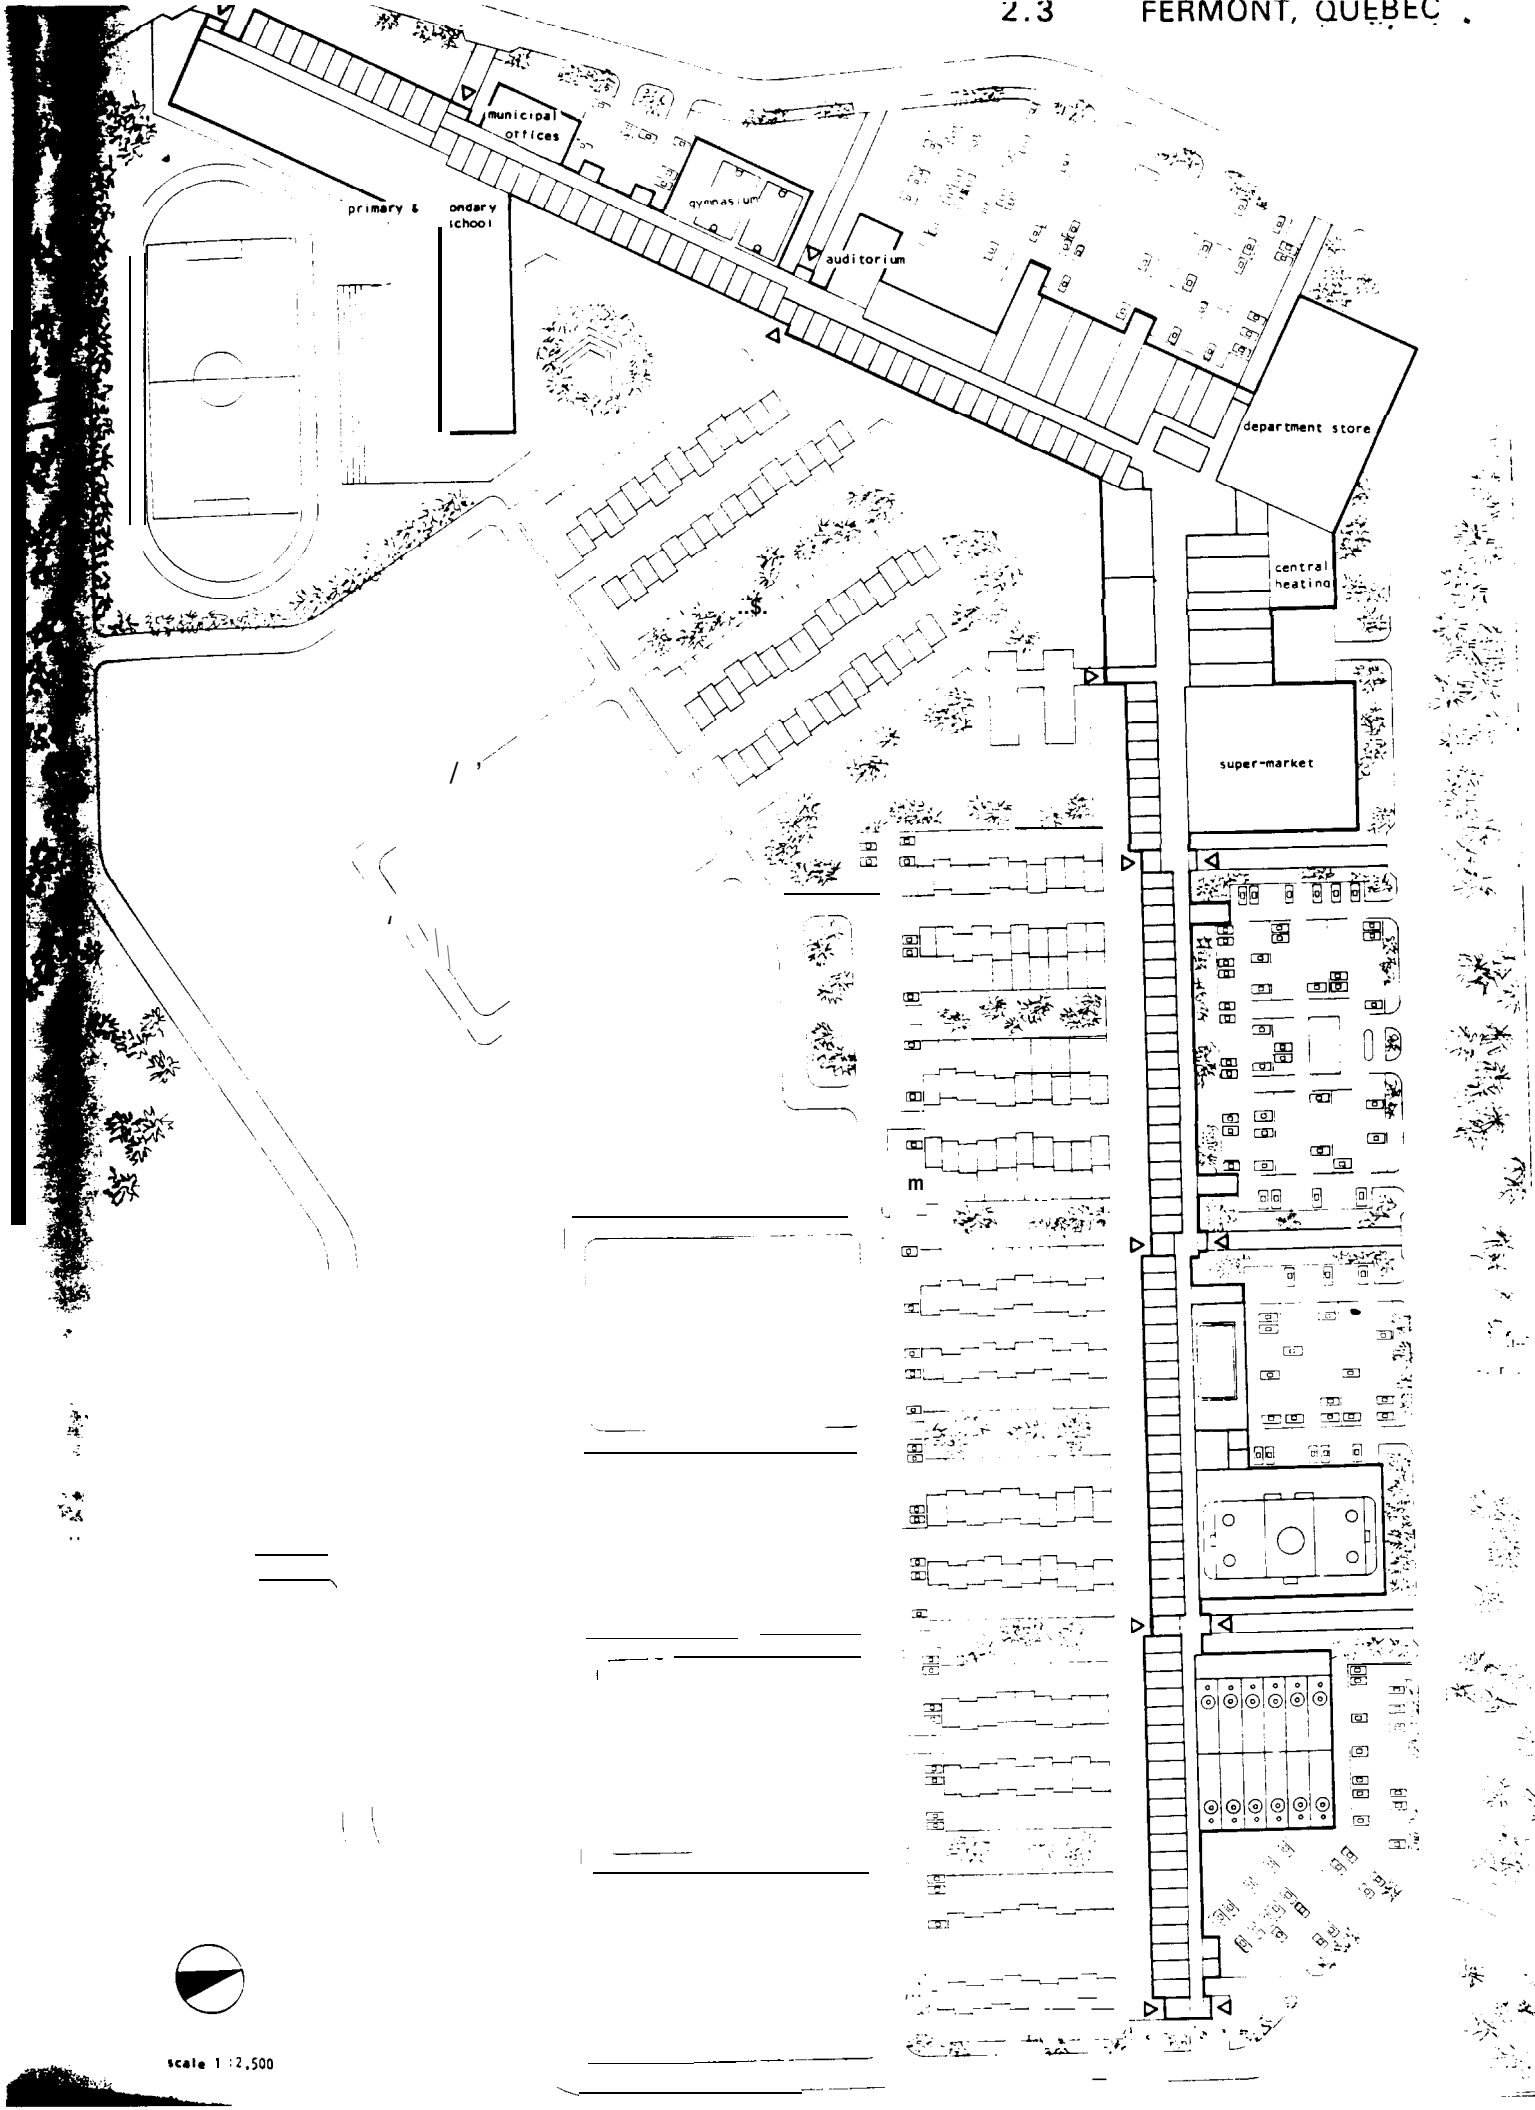 2.3 FERMONT, QUEBEC
municipal
offices
primary & ondary
school
gymnasium
auditorium
department store
central
heating
super-market
m
scale 1:2,500